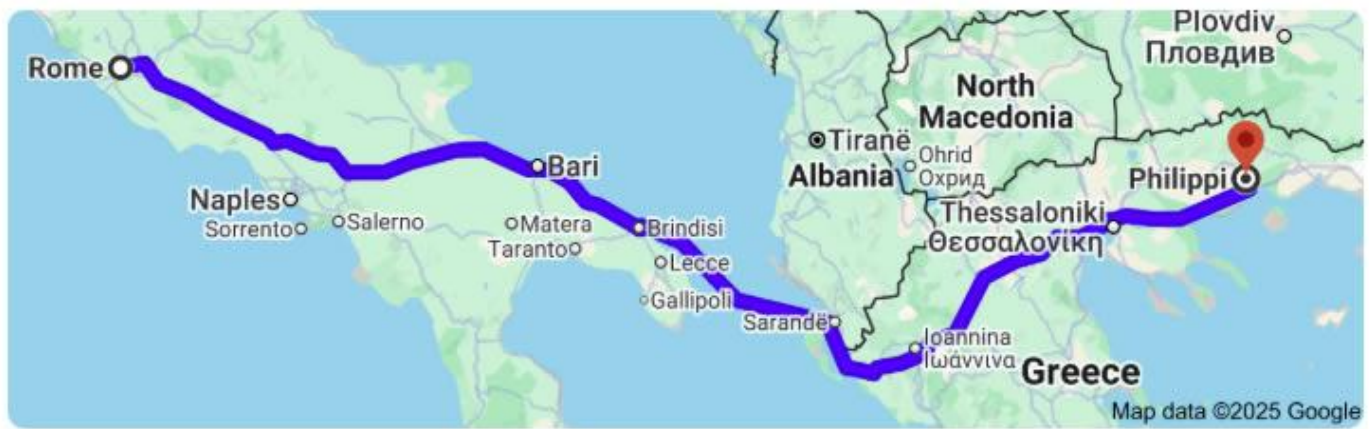 Plovdiv
Пловдив
Rome
North
Macedonia
Tiranë
Ohrid
Охрид
Albania
Bari
Philippi
Naples
Sorrento
Salerno
Matera
Taranto
Brindisi
Lecce
Gallipoli
Thessaloniki
Θεσσαλονίκη
Sarandë
Ioannina
Ιωάννινα
Greece
Map data ©2025 Google